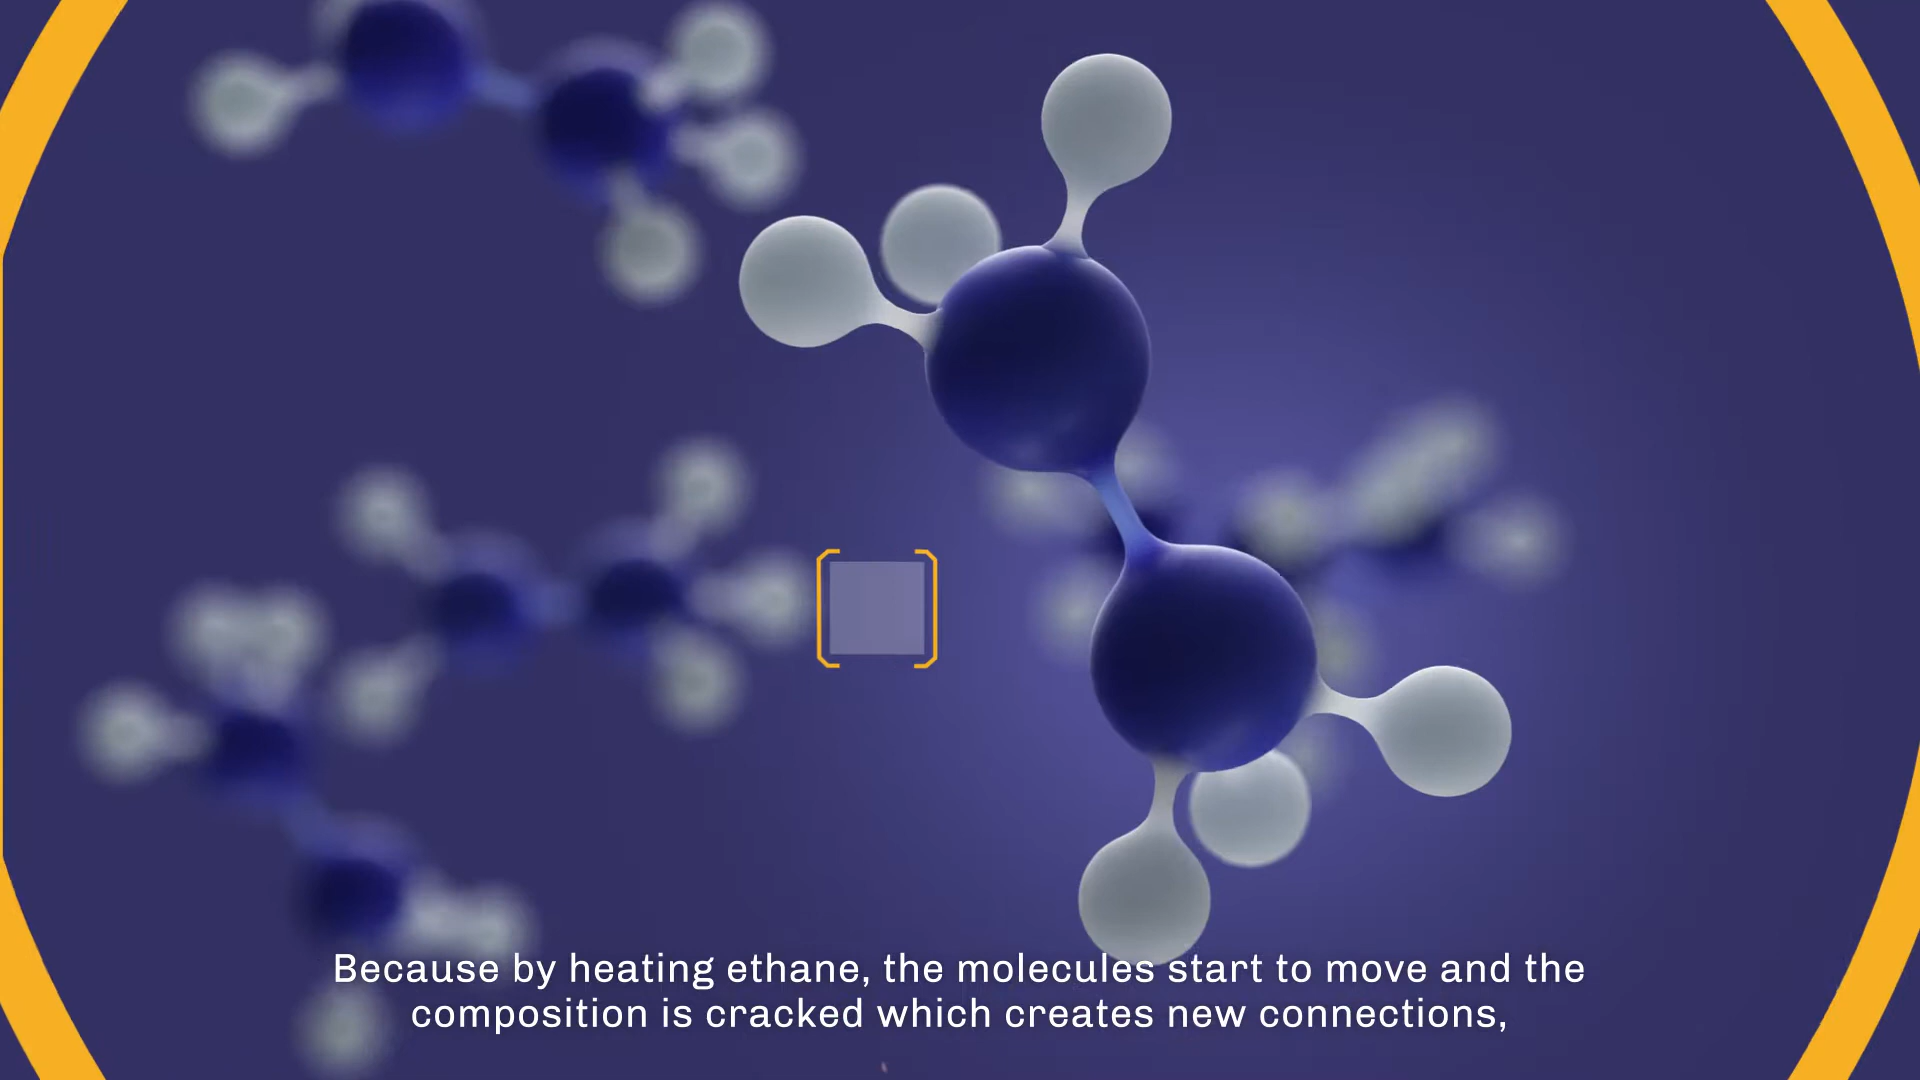 Because by heating ethane, the molecules start to move and the
composition is cracked which creates new connections,